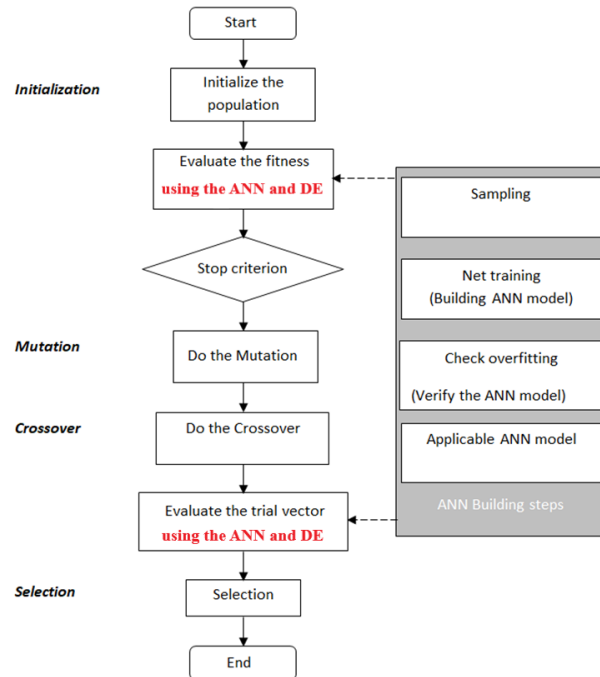 Start
Initialization
Initialize the
population
Evaluate the fitness
using the ANN and DE
Sampling
Stop criterion
Net training
(Building ANN model)
Mutation
Do the Mutation
Check overfitting
(Verify the ANN model)
Crossover
Do the Crossover
Applicable ANN model
Evaluate the trial vector
using the ANN and DE
ANN Building steps
Selection
Selection
End